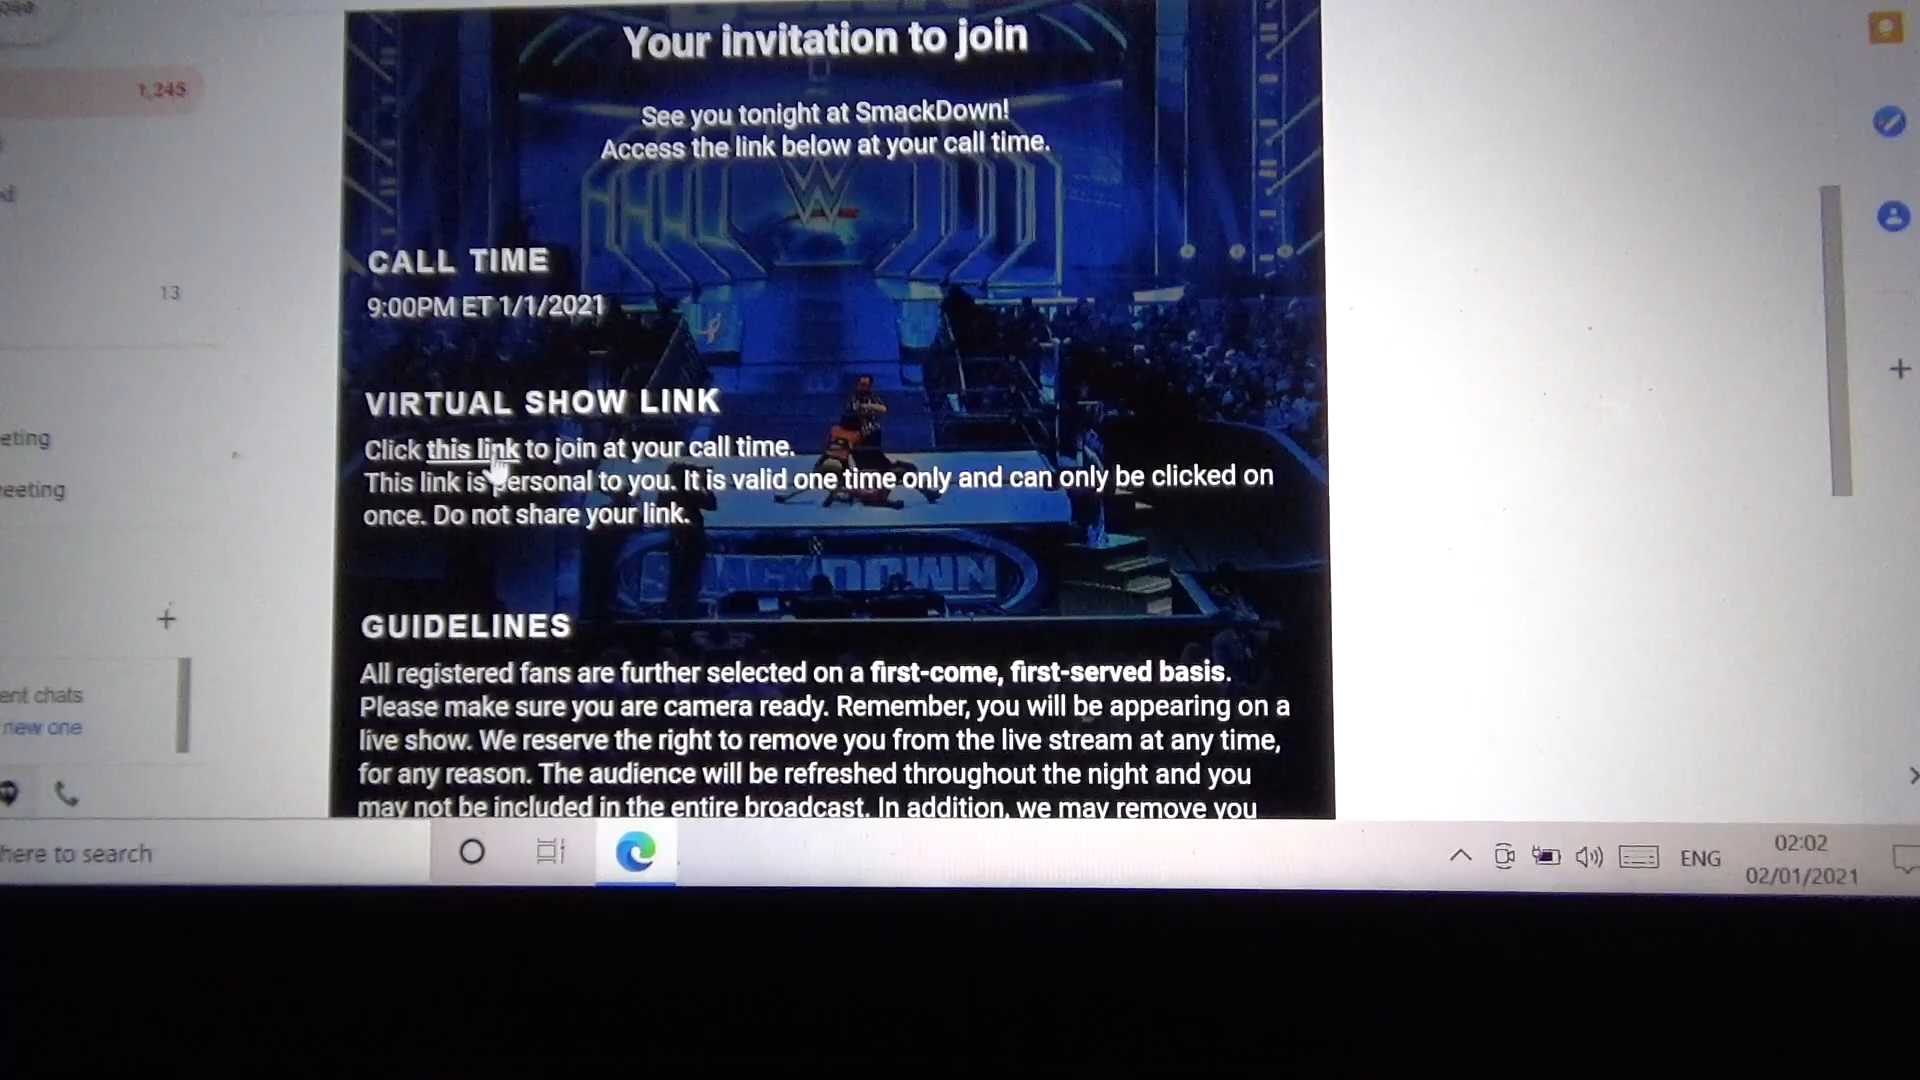 1,245
13
eting
eeting
ent chats
new one
Your invitation to join
See you tonight at SmackDown!
Access the link below at your call time.
CALL TIME
9:00PM ET 1/1/2021
VIRTUAL SHOW LINK
Click this link to join at your call time.
This link is personal to you. It is valid one time only and can only be clicked on
once. Do not share your link.
SMACKDOWN
GUIDELINES
All registered fans are further selected on a first-come, first-served basis.
Please make sure you are camera ready. Remember, you will be appearing on a
live show. We reserve the right to remove you from the live stream at any time,
for any reason. The audience will be refreshed throughout the night and you
may not be included in the entire broadcast. In addition, we may remove you
here to search
ENG
02:02
02/01/2021